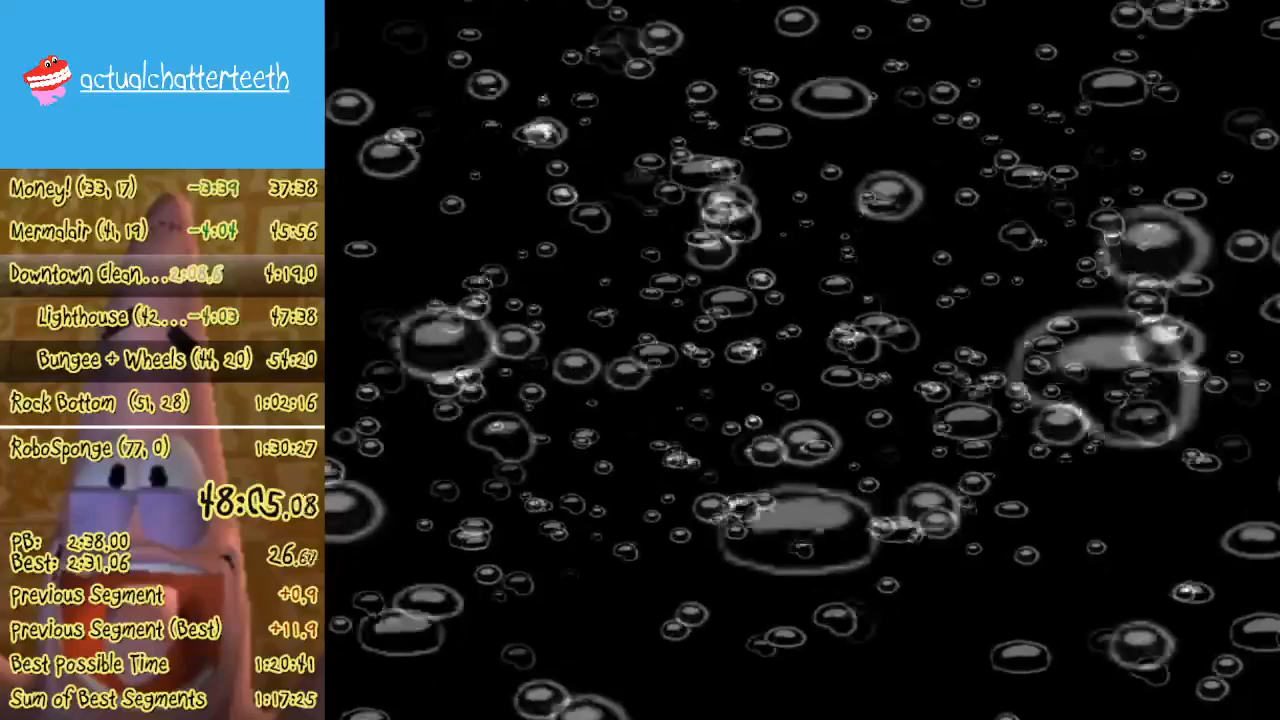 actualchatterteeth
Money! (33, 17) -3:39 37:38
Mermalair (41, 19) -4:04 45:56
Downtown Clean...2:08.6 4:19.0
Lighthouse (42...-4:03 47:38
Bungee + Wheels (44, 20) 54:20
Rock Bottom (51, 28) 1:02:16
RoboSponge (77, 0) 1:30:27
48:05.08
PB: 2:38.00
Best: 2:31.06 26.67
Previous Segment +0.9
Previous Segment (Best) +11.9
Best Possible Time 1:20:41
Sum of Best Segments 1:17:25